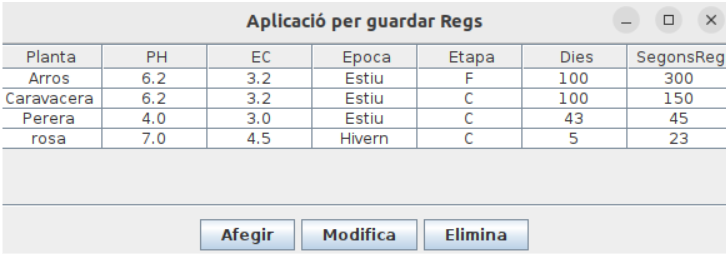 Aplicació per guardar Regs
Planta PH EC Epoca Etapa Dies SegonsReg
Arros 6.2 3.2 Estiu F 100 300
Caravacera 6.2 3.2 Estiu C 100 150
Perera 4.0 3.0 Estiu C 43 45
rosa 7.0 4.5 Hivern C 5 23
Afegir Modifica Elimina